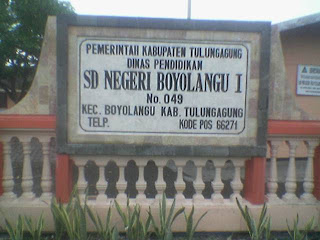 PEMERINTAH KABUPATEN TULUNGAGUNG
DINAS PENDIDIKAN
SD NEGERI BOYOLANGU I
No. 049
KEC. BOYOLANGU KAB. TULUNGAGUNG
TELP. KODE POS 66271